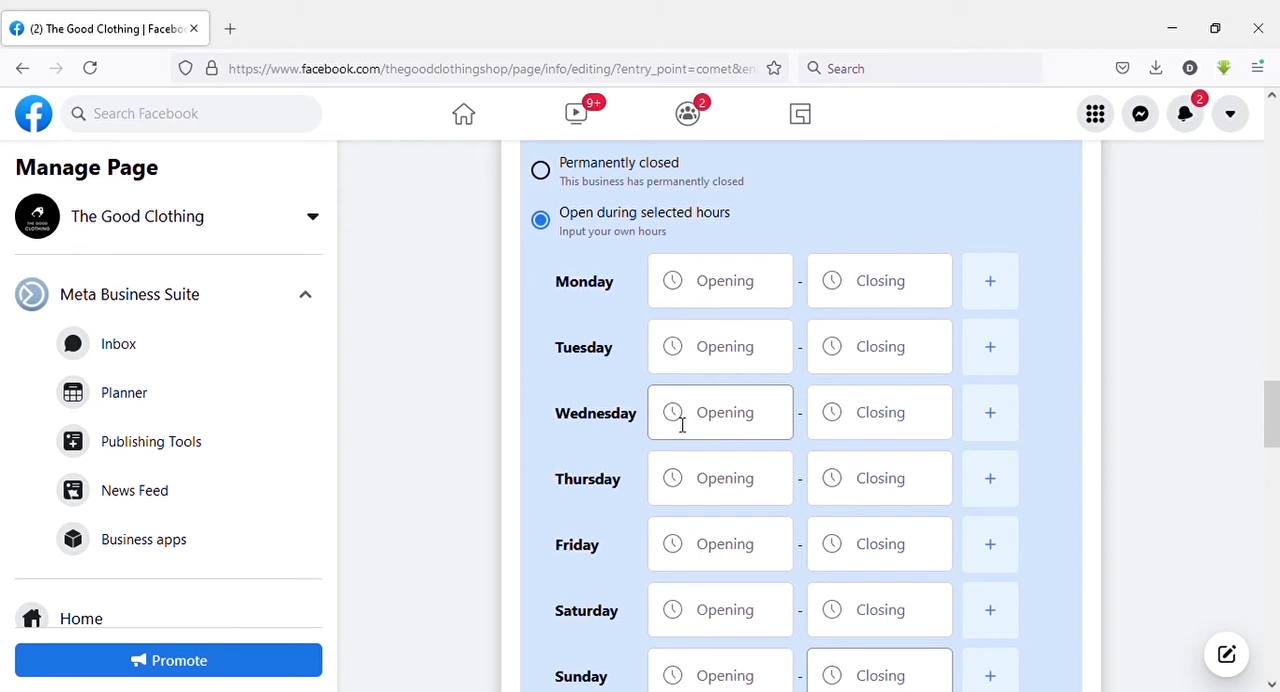 (2) The Good Clothing | Facebo
https://www.facebook.com/thegoodclothingshop/page/info/editing/?entry_point=comet&en
Search
Search Facebook
9+
2
2
Manage Page
THE GOOD
CLOTHING
The Good Clothing
Meta Business Suite
Inbox
Planner
Publishing Tools
News Feed
Business apps
Home
Promote
Permanently closed
This business has permanently closed
Open during selected hours
Input your own hours
Monday Opening - Closing +
Tuesday Opening - Closing +
Wednesday Opening - Closing +
Thursday Opening - Closing +
Friday Opening - Closing +
Saturday Opening - Closing +
Sunday Opening - Closing +